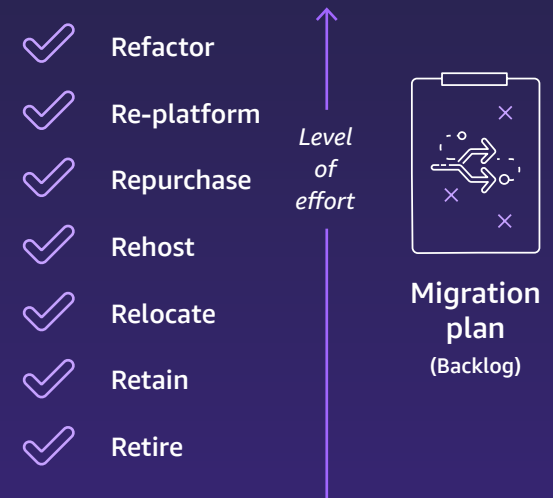 Refactor
Re-platform
Repurchase
Rehost
Relocate
Retain
Retire
Level
of
effort
Migration
plan
(Backlog)